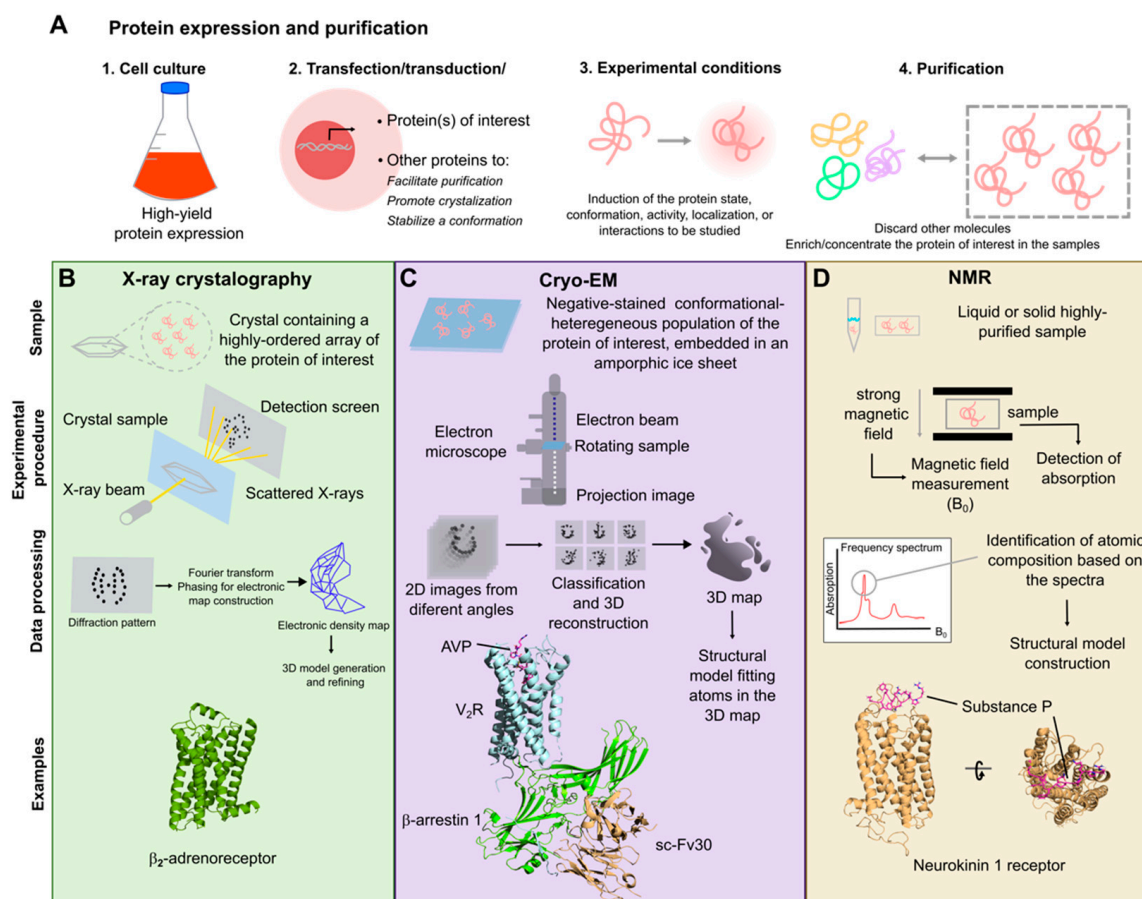 A
Protein expression and purification
1. Cell culture
High-yield
protein expression
2. Transfection/transduction/
• Protein(s) of interest
• Other proteins to:
Facilitate purification
Promote crystalization
Stabilize a conformation
3. Experimental conditions
Induction of the protein state,
conformation, activity, localization, or
interactions to be studied
4. Purification
Discard other molecules
Enrich/concentrate the protein of interest in the samples
Sample
Experimental
procedure
Data processing
Examples
B
X-ray crystalography
Crystal containing a
highly-ordered array of
the protein of interest
Crystal sample
Detection screen
X-ray beam
Scattered X-rays
Diffraction pattern
Fourier transform
Phasing for electronic
map construction
Electronic density map
3D model generation
and refining
β2-adrenoreceptor
C
Cryo-EM
Negative-stained conformational-
heteregeneous population of the
protein of interest, embedded in an
amporphic ice sheet
Electron
microscope
Electron beam
Rotating sample
Projection image
2D images from
diferent angles
Classification
and 3D
reconstruction
3D map
Structural
model fitting
atoms in the
3D map
AVP
V2R
β-arrestin 1
sc-Fv30
D
NMR
Liquid or solid highly-
purified sample
strong
magnetic
field
sample
Magnetic field
measurement
(B0)
Detection of
absorption
Frequency spectrum
Absroption
B0
Identification of atomic
composition based on
the spectra
Structural model
construction
Substance P
Neurokinin 1 receptor